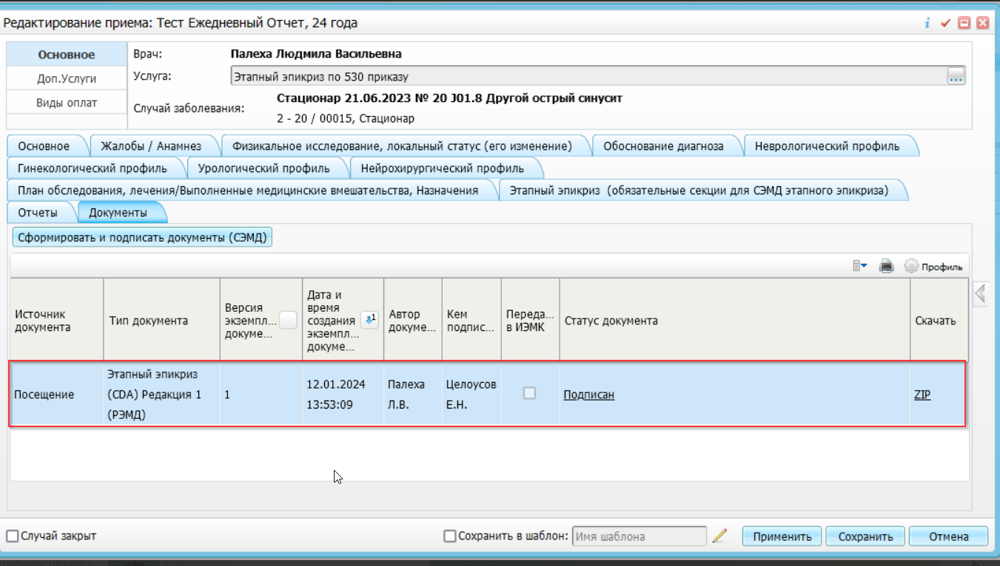 Редактирование приема: Тест Ежедневный Отчет, 24 года
Основное
Доп.Услуги
Виды оплат
Врач: Палеха Людмила Васильевна
Услуга: Этапный эпикриз по 530 приказу ...
Случай заболевания: Стационар 21.06.2023 № 20 J01.8 Другой острый синусит
2 - 20 / 00015, Стационар
Основное Жалобы / Анамнез Физикальное исследование, локальный статус (его изменение) Обоснование диагноза Неврологический профиль
Гинекологический профиль Урологический профиль Нейрохирургический профиль
План обследования, лечения/Выполненные медицинские вмешательства, Назначения Этапный эпикриз (обязательные секции для СЭМД этапного эпикриза)
Отчеты Документы
Сформировать и подписать документы (СЭМД)
Профиль
Источник
документа
Тип документа
Версия
экземпл...
докуме...
Дата и
время
создания
экземпл...
докуме...
1
Автор
докуме...
Кем
подпис...
Переда...
в ИЭМК
Статус документа
Скачать
Посещение
Этапный эпикриз
(CDA) Редакция 1
(РЭМД)
1
12.01.2024
13:53:09
Палеха
Л.В.
Целоусов
Е.Н.
Подписан
ZIP
Случай закрыт Сохранить в шаблон: Имя шаблона Применить Сохранить Отмена